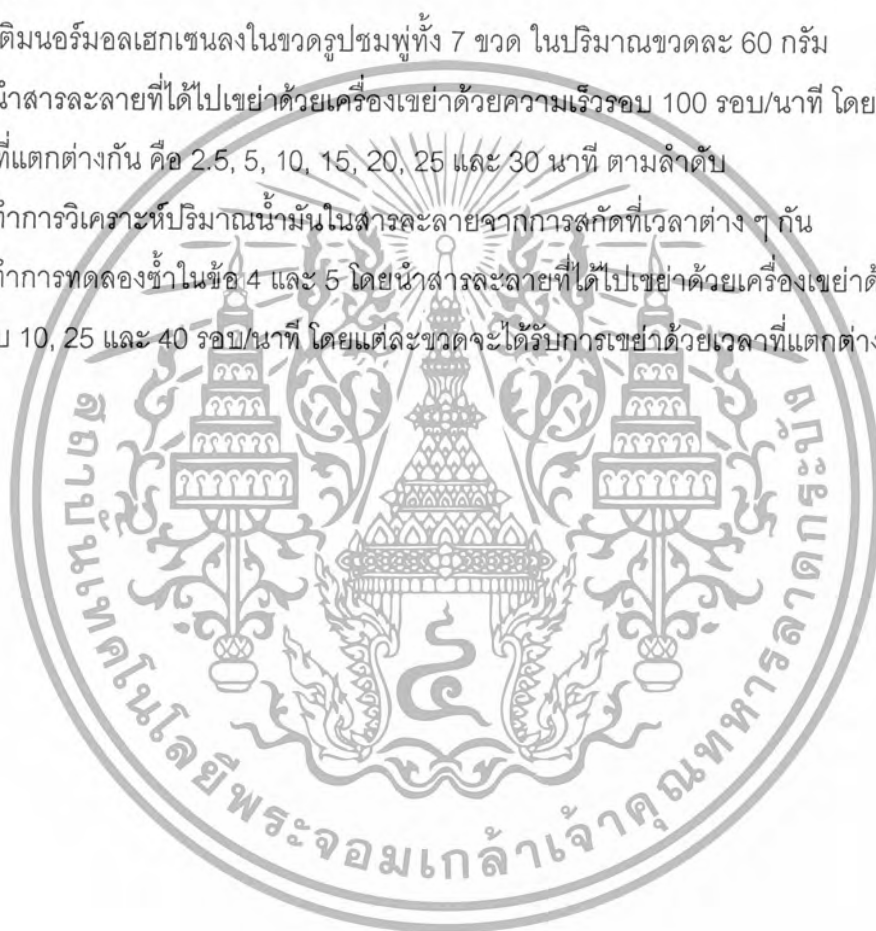 ติมนอร์มอลเฮกเซนลงในขวดรูปชมพู่ทั้ง 7 ขวด ในปริมาณขวดละ 60 กรัม
นำสารละลายที่ได้ไปเขย่าด้วยเครื่องเขย่าด้วยความเร็วรอบ 100 รอบ/นาที โดย
ที่แตกต่างกัน คือ 2.5, 5, 10, 15, 20, 25 และ 30 นาที ตามลำดับ
ทำการวิเคราะห์ปริมาณน้ำมันในสารละลายจากการสกัดที่เวลาต่าง ๆ กัน
ทำการทดลองซ้ำในข้อ 4 และ 5 โดยนำสารละลายที่ได้ไปเขย่าด้วยเครื่องเขย่าด้
บ 10, 25 และ 40 รอบ/นาที โดยแต่ละขวดจะได้รับการเขย่าด้วยเวลาที่แตกต่าง
สถาบันเทคโนโลยีพระจอมเกล้าเจ้าคุณทหารลาดกระบัง
๔